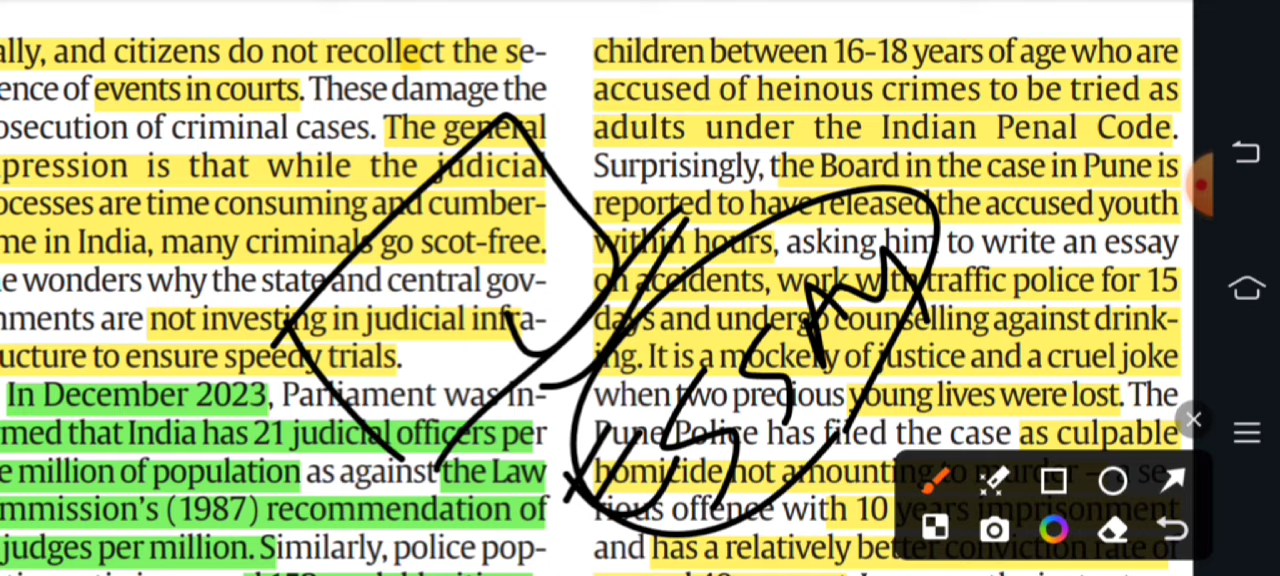 ally, and citizens do not recollect the se-
ence of events in courts. These damage the
osecution of criminal cases. The general
pression is that while the judicial
ocesses are time consuming and cumber-
me in India, many criminals go scot-free.
e wonders why the state and central gov-
nments are not investing in judicial infra-
ucture to ensure speedy trials.
In December 2023, Parliament was in-
med that India has 21 judicial officers per
e million of population as against the Law
mmission's (1987) recommendation of
judges per million. Similarly, police pop-
children between 16-18 years of age who are
accused of heinous crimes to be tried as
adults under the Indian Penal Code.
Surprisingly, the Board in the case in Pune is
reported to have released the accused youth
within hours, asking him to write an essay
on accidents, work with traffic police for 15
days and undergo counselling against drink-
ing. It is a mockery of justice and a cruel joke
when two precious young lives were lost. The
Pune Police has filed the case as culpable
homicide not amounting to murder — a se-
rious offence with 10 years imprisonment
and has a relatively better conviction rate of
ESSAY